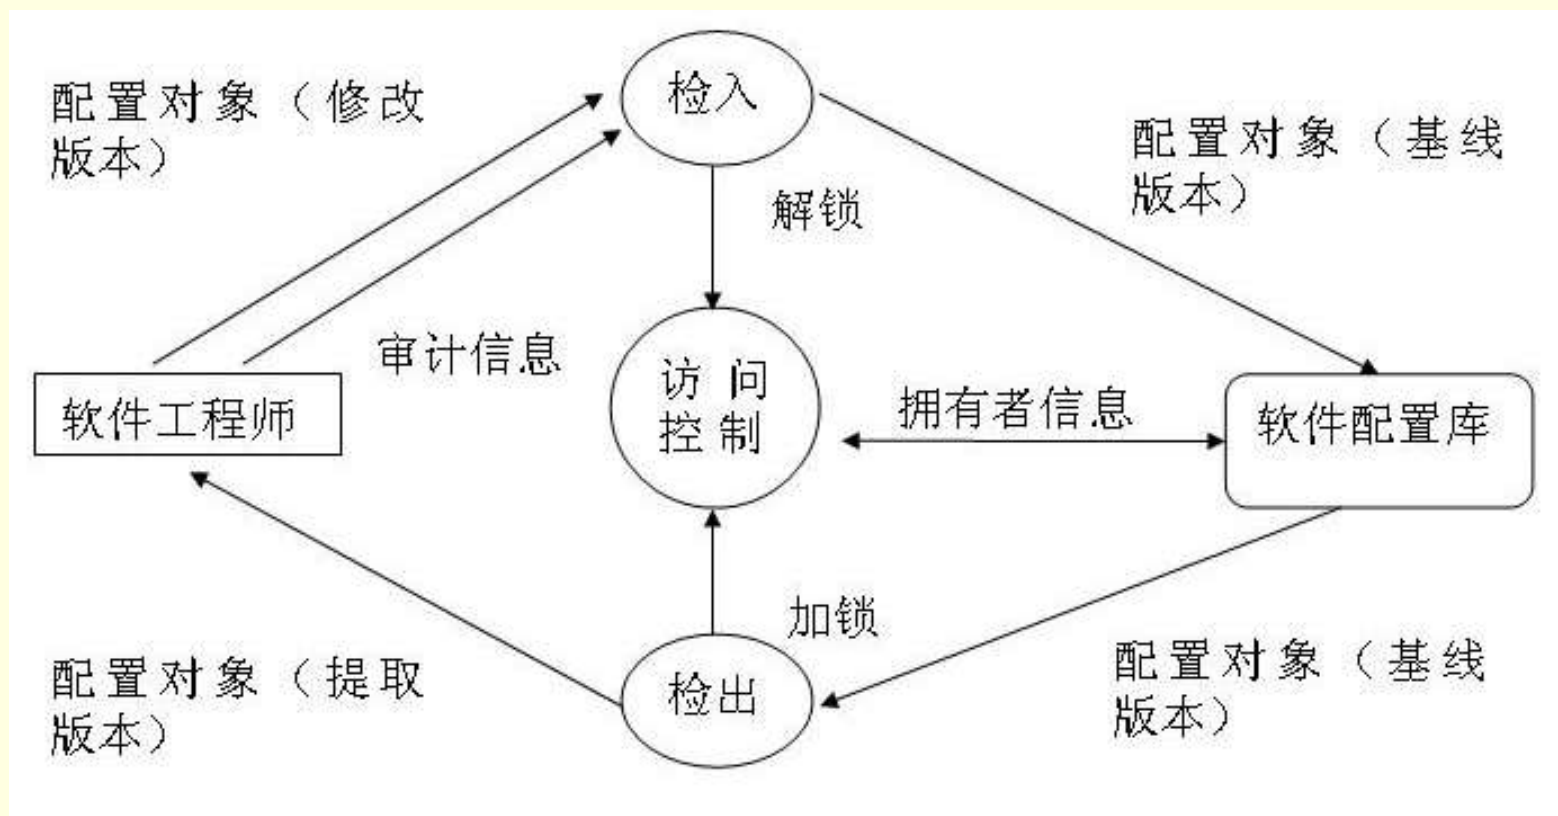 检入
配置对象（修改
版本）
配置对象（基线
版本）
解锁
审计信息
访问
控制
拥有者信息
软件工程师
软件配置库
加锁
配置对象（提取
版本）
检出
配置对象（基线
版本）